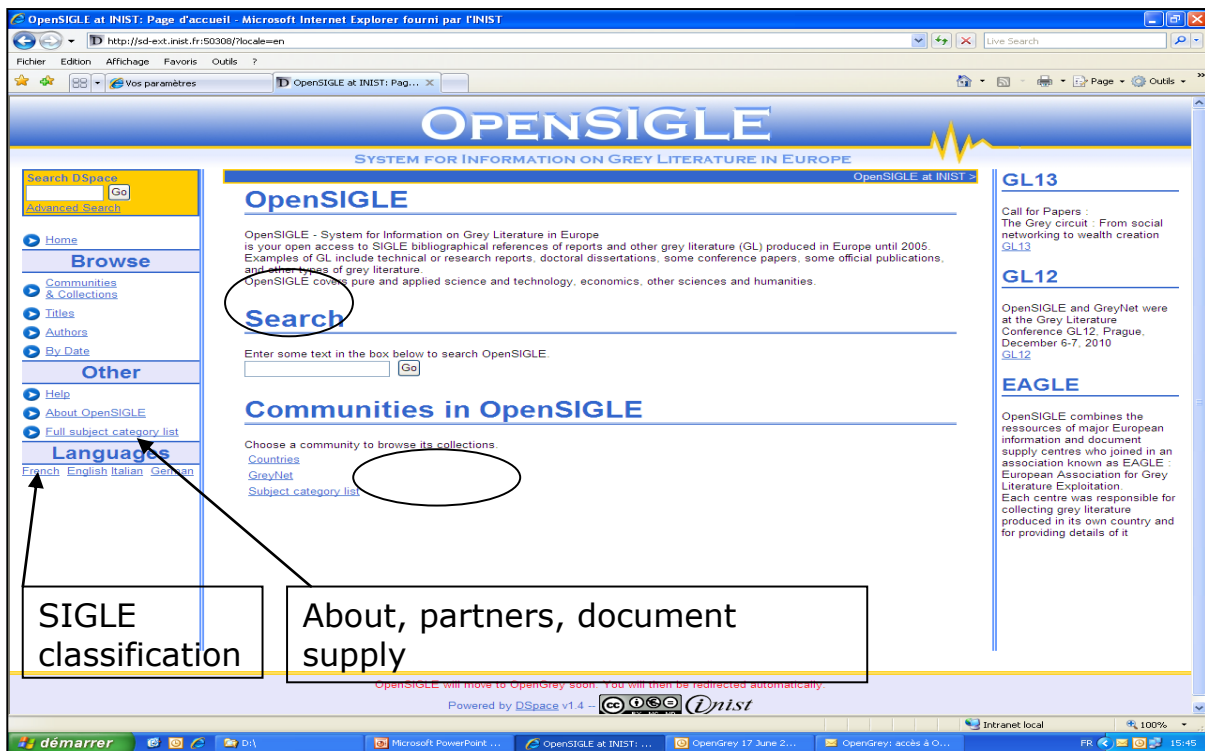 OpenSIGLE at INIST: Page d'accueil - Microsoft Internet Explorer fourni par l'INIST
http://sd-ext.inist.fr:50308/?locale=en
Live Search
Fichier Edition Affichage Favoris Outils ?
Vos paramètres
OpenSIGLE at INIST: Pag...
Page
Outils
OPENSIGLE
SYSTEM FOR INFORMATION ON GREY LITERATURE IN EUROPE
Search DSpace
Go
Advanced Search
Home
Browse
Communities
& Collections
Titles
Authors
By Date
Other
Help
About OpenSIGLE
Full subject category list
Languages
French English Italian German
OpenSIGLE at INIST >
OpenSIGLE
OpenSIGLE - System for Information on Grey Literature in Europe
is your open access to SIGLE bibliographical references of reports and other grey literature (GL) produced in Europe until 2005.
Examples of GL include technical or research reports, doctoral dissertations, some conference papers, some official publications,
and other types of grey literature.
OpenSIGLE covers pure and applied science and technology, economics, other sciences and humanities.
Search
Enter some text in the box below to search OpenSIGLE.
Go
Communities in OpenSIGLE
Choose a community to browse its collections.
Countries
GreyNet
Subject category list
GL13
Call for Papers :
The Grey circuit : From social
networking to wealth creation
GL13
GL12
OpenSIGLE and GreyNet were
at the Grey Literature
Conference GL12, Prague,
December 6-7, 2010
GL12
EAGLE
OpenSIGLE combines the
ressources of major European
information and document
supply centres who joined in an
association known as EAGLE :
European Association for Grey
Literature Exploitation.
Each centre was responsible for
collecting grey literature
produced in its own country and
for providing details of it
SIGLE
classification
About, partners, document
supply
OpenSIGLE will move to OpenGrey soon. You will then be redirected automatically.
Powered by DSpace v1.4 -- cc inist
Intranet local
100%
démarrer
D:\
Microsoft PowerPoint ...
OpenSIGLE at INIST: ...
OpenGrey 17 June 2...
OpenGrey: accès à O...
FR
15:45